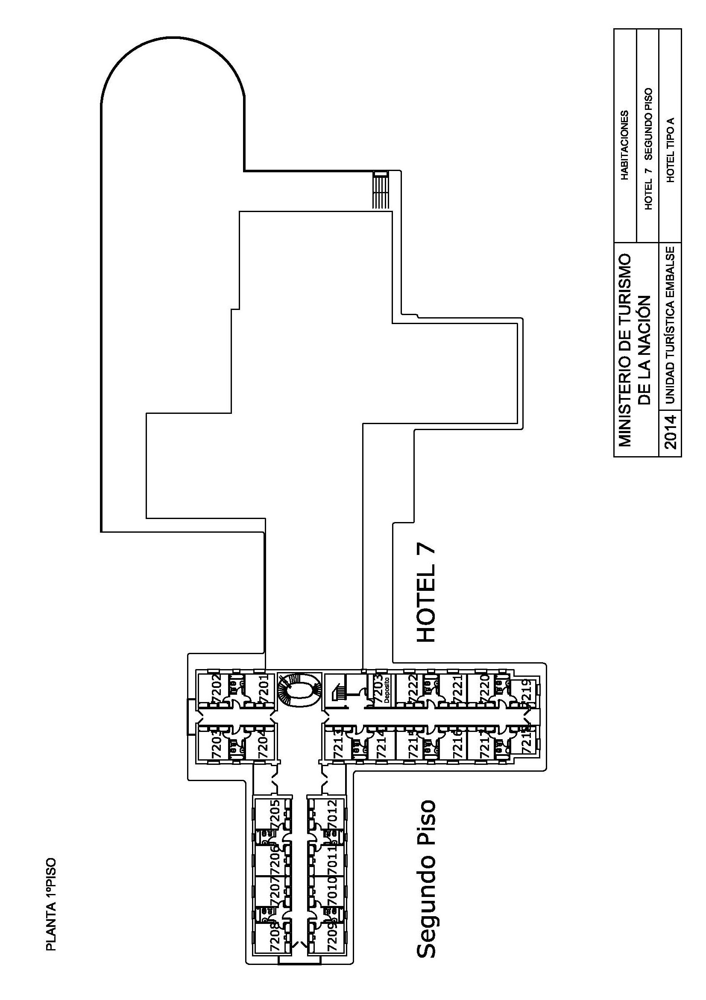 PLANTA 1ºPISO
7208
7207
7206
7205
7209
7010
7011
7012
7203
7204
7202
7201
7213
7214
7215
7216
7217
7218
7203
Deposito
7222
7221
7220
7219
Segundo Piso
HOTEL 7
MINISTERIO DE TURISMO
DE LA NACIÓN
2014
UNIDAD TURÍSTICA EMBALSE
HABITACIONES
HOTEL 7 SEGUNDO PISO
HOTEL TIPO A